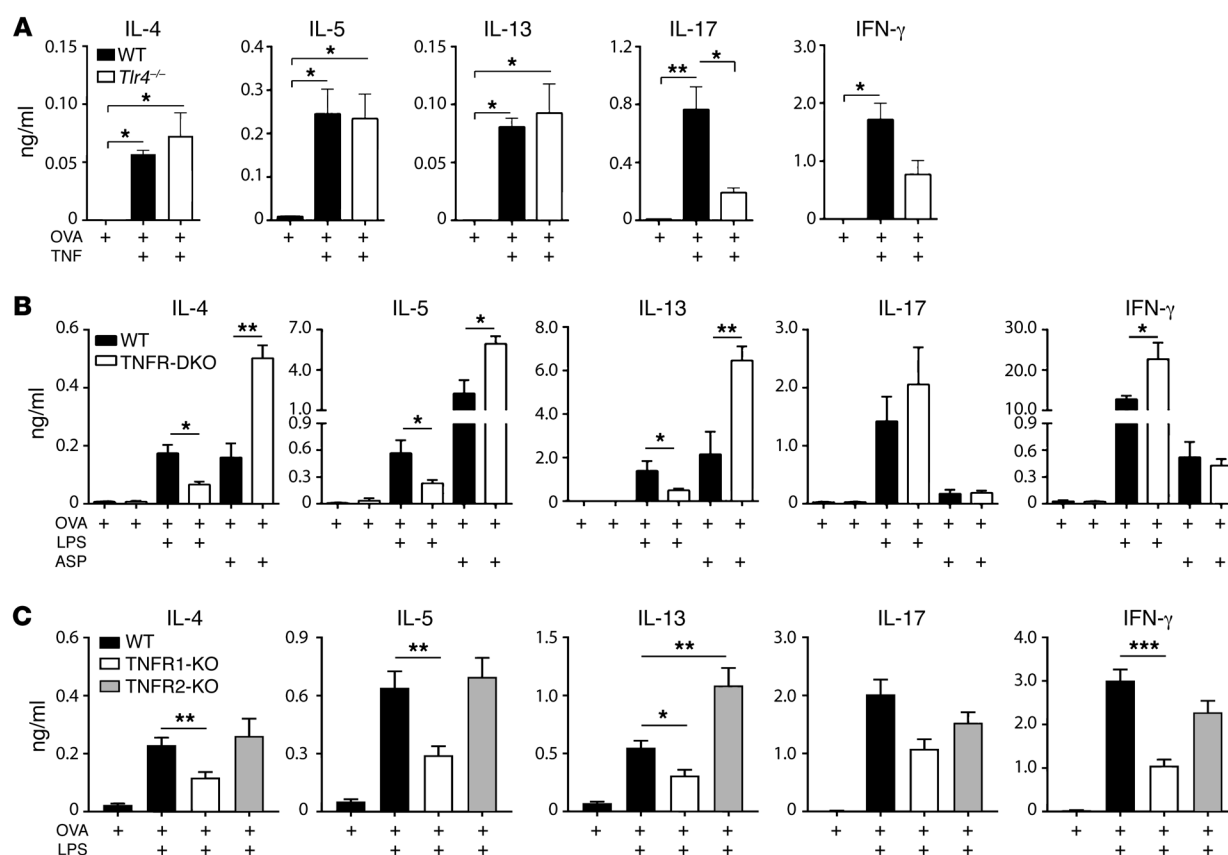 A
IL-4 IL-5 IL-13 IL-17 IFN-γ
0.15 0.4 0.15 1.2 3.0
WT
Tlr4–/–
* * * ** * *
* * *
0.3 0.8 2.0
0.10 0.10
ng/ml
0.2
0.05 0.05 0.4 1.0
0.1
0 0 0 0 0
OVA + + + + + + + + + + + + + + +
TNF + + + + + + + + + +
B
IL-4 IL-5 IL-13 IL-17 IFN-γ
0.6 6.0 8.0 3.0 30.0
WT
TNFR-DKO
** * ** *
5.0 20.0
0.4 3.0 6.0 2.0
1.0 10.0
ng/ml
0.9 4.0 0.9
0.2 0.6 1.0 0.6
* * *
0.3 2.0 0.3
0 0 0 0 0
OVA + + + + + + + + + + + + + + + + + + + + + + + + + + + + + +
LPS + + + + + + + + + +
ASP + + + + + + + + + +
C
IL-4 IL-5 IL-13 IL-17 IFN-γ
0.6 0.9 1.5 3.0 4.0
WT
TNFR1-KO
TNFR2-KO
** ** ** * ***
0.4 0.6 1.0 2.0 3.0
ng/ml
2.0
0.2 0.3 0.5 1.0 1.0
0 0 0 0 0
OVA + + + + + + + + + + + + + + + + + + + +
LPS + + + + + + + + + + + + + + +